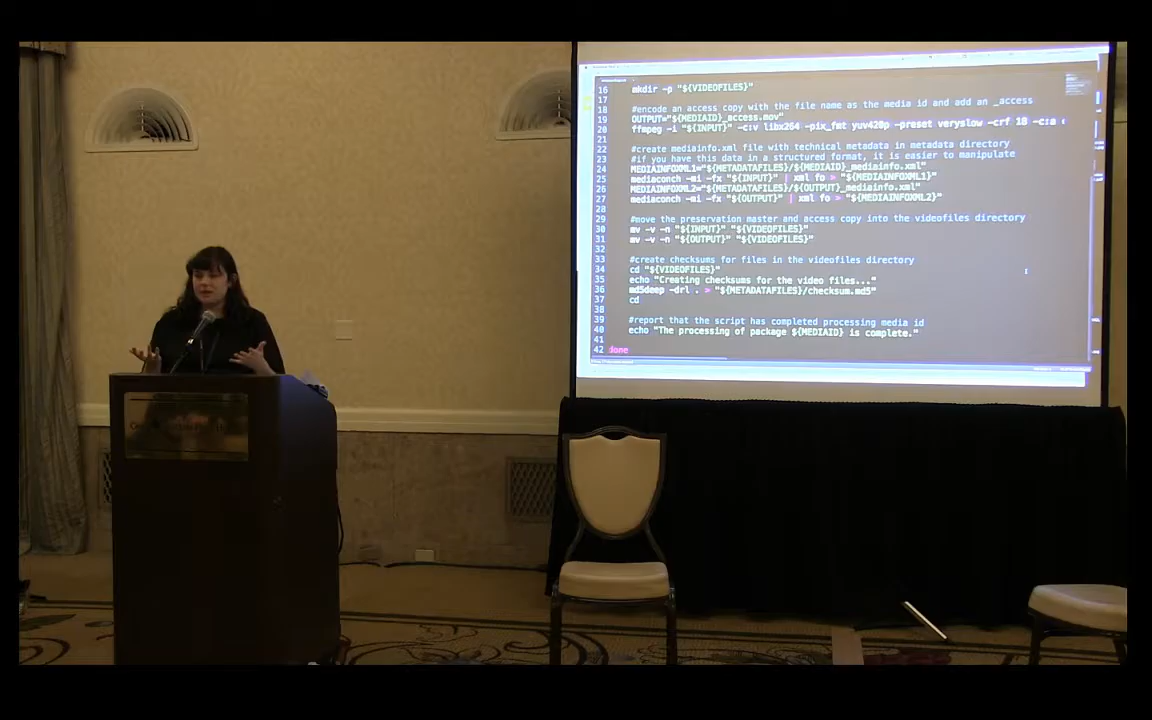 16 mkdir -p "${VIDEOFILES}"
17
18 #encode an access copy with the file name as the media id and add an _access
19 OUTPUT="${MEDIAID}_access.mov"
20 ffmpeg -i "${INPUT}" -c:v libx264 -pix_fmt yuv420p -preset veryslow -crf 18 -c:a
21
22 #create mediainfo.xml file with technical metadata in metadata directory
23 #if you have this data in a structured format, it is easier to manipulate
24 MEDIAINFOXML1="${METADATAFILES}/${MEDIAID}_mediainfo.xml"
25 mediaconch -mi -fx "${INPUT}" | xml fo > "${MEDIAINFOXML1}"
26 MEDIAINFOXML2="${METADATAFILES}/${OUTPUT}_mediainfo.xml"
27 mediaconch -mi -fx "${OUTPUT}" | xml fo > "${MEDIAINFOXML2}"
28
29 #move the preservation master and access copy into the videofiles directory
30 mv -v -n "${INPUT}" "${VIDEOFILES}"
31 mv -v -n "${OUTPUT}" "${VIDEOFILES}"
32
33 #create checksums for files in the videofiles directory
34 cd "${VIDEOFILES}"
35 echo "Creating checksums for the video files..."
36 md5deep -drl . > "${METADATAFILES}/checksum.md5"
37 cd
38
39 #report that the script has completed processing media id
40 echo "The processing of package ${MEDIAID} is complete."
41
42 done